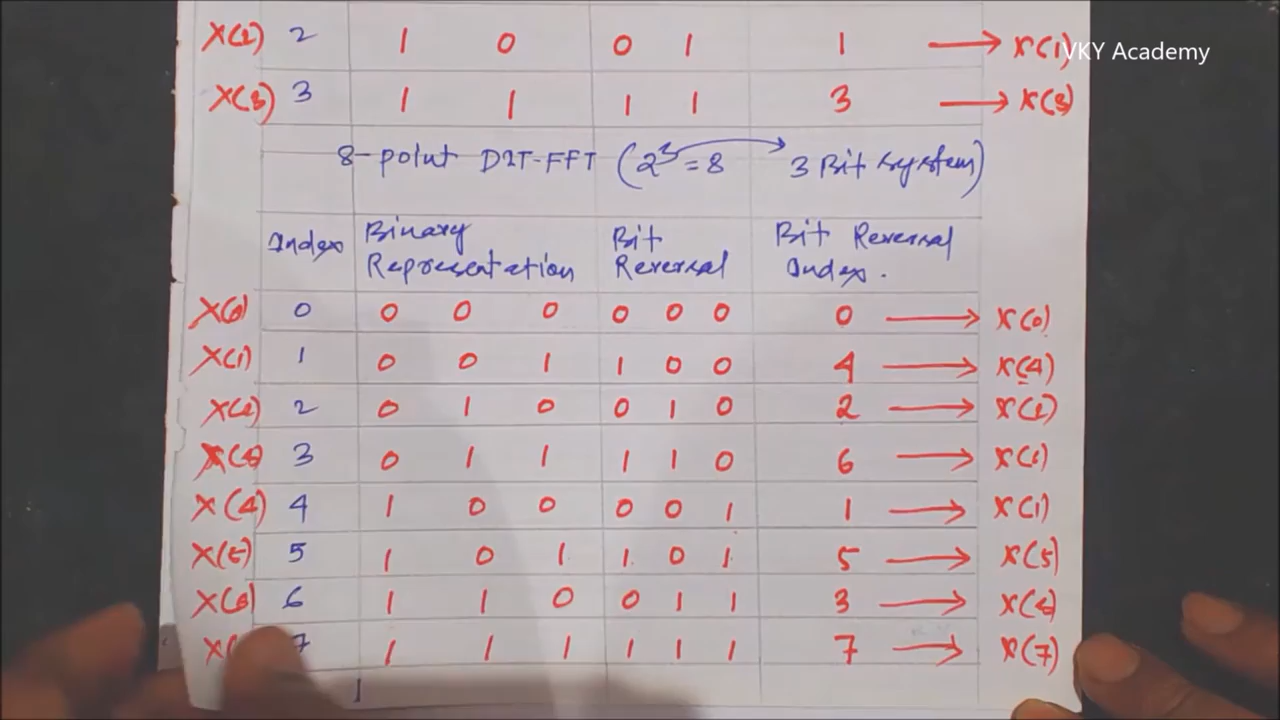 X(2) 2 1 0 0 1 1 → x(1)
VKY Academy
X(3) 3 1 1 1 1 3 → x(3)
8-point DIT-FFT (2³=8 → 3 Bit system)
Index Binary Representation Bit Reversal Bit Reversal Index.
X(0) 0 0 0 0 0 0 0 0 → x(0)
X(1) 1 0 0 1 1 0 0 4 → x(4)
X(2) 2 0 1 0 0 1 0 2 → x(2)
3 0 1 1 1 1 0 6 → x(6)
X(4) 4 1 0 0 0 0 1 1 → x(1)
X(5) 5 1 0 1 1 0 1 5 → x(5)
X(6) 6 1 1 0 0 1 1 3 →
7 1 1 1 1 1 1 7 → x(7)